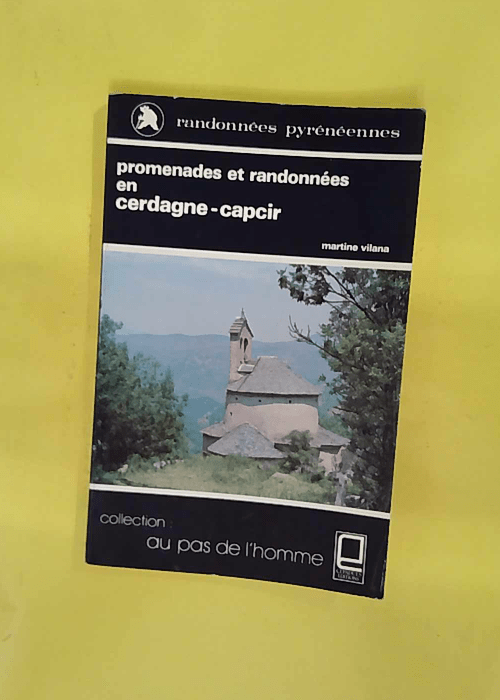 randonnées pyrénéennes
promenades et randonnées
en
cerdagne-capcir
martine vilana
collection :
au pas de l'homme